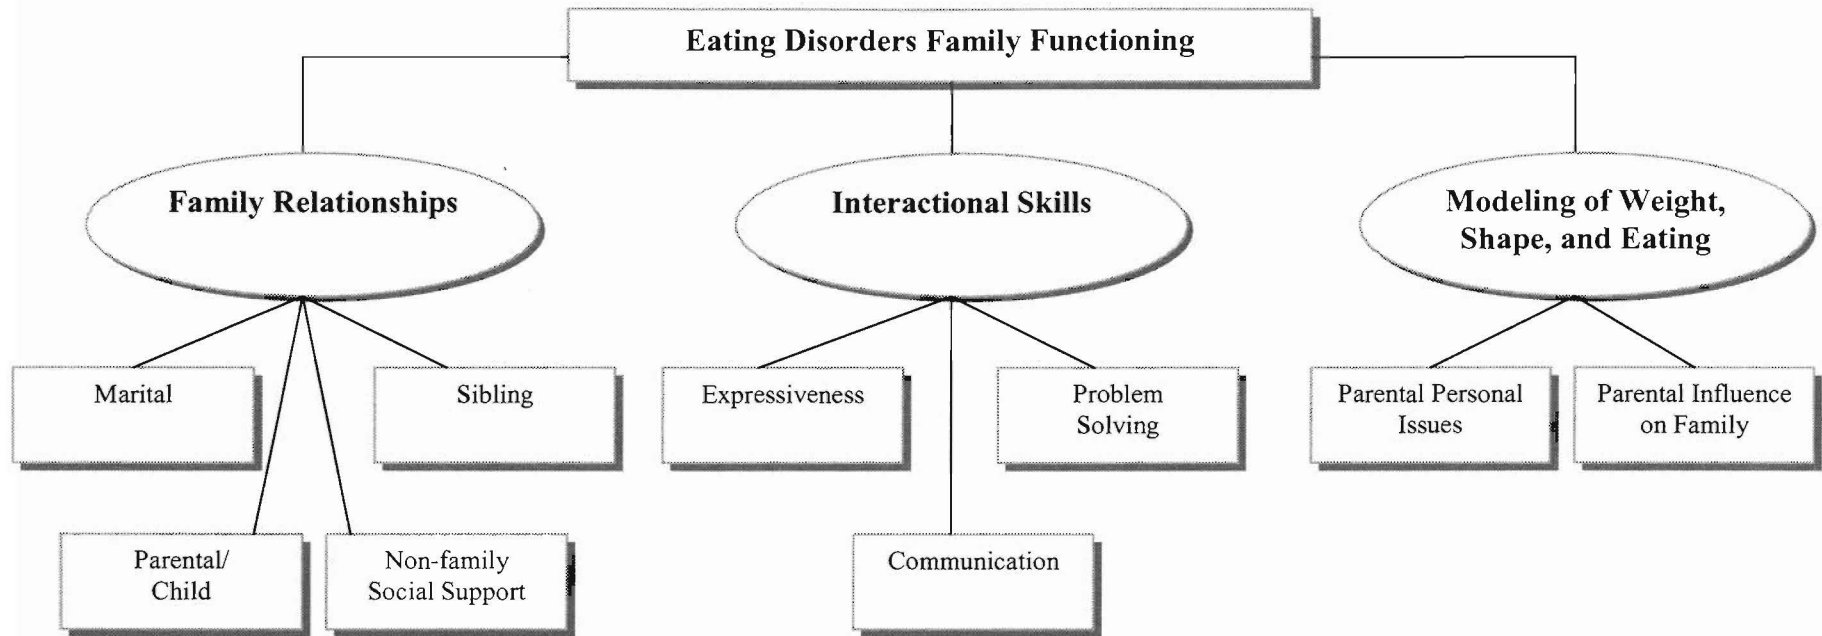 Eating Disorders Family Functioning
Family Relationships
Interactional Skills
Modeling of Weight,
Shape, and Eating
Marital
Sibling
Expressiveness
Problem
Solving
Parental Personal
Issues
Parental Influence
on Family
Parental/
Child
Non-family
Social Support
Communication